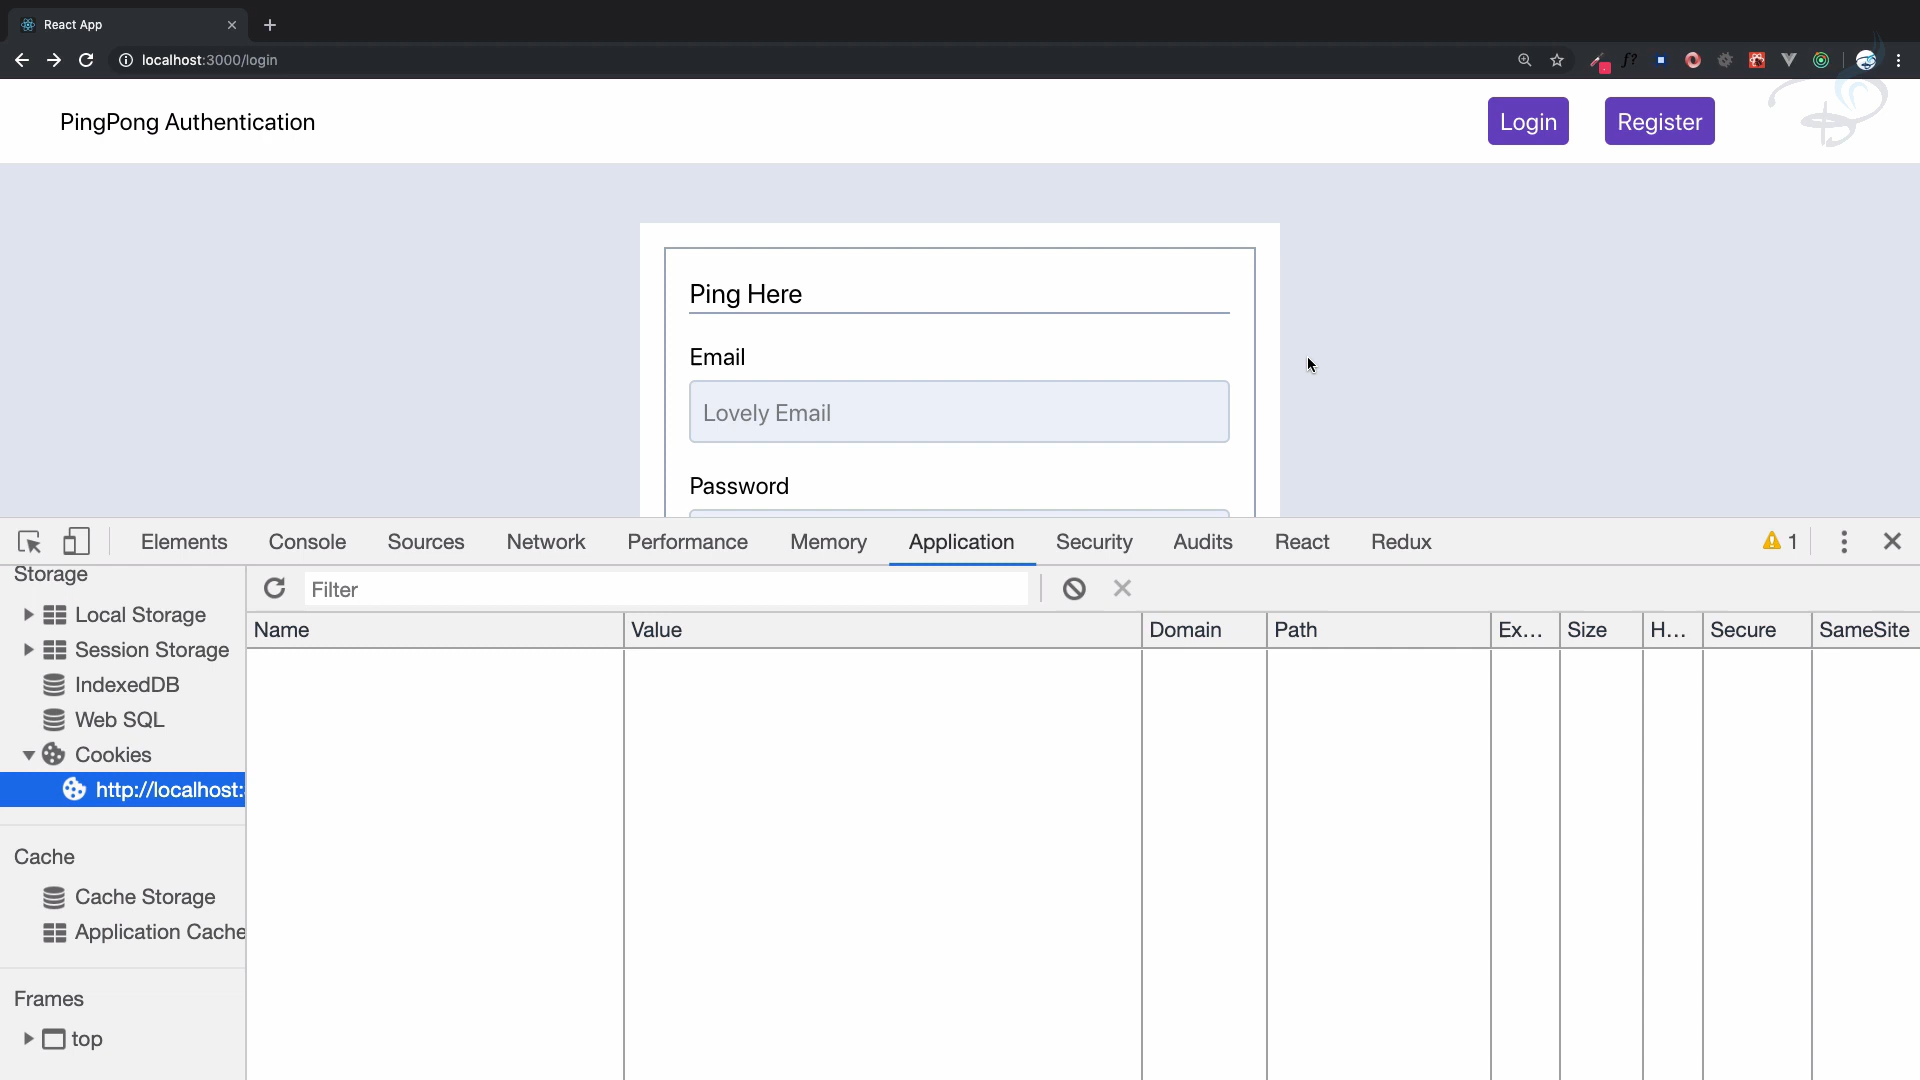 React App
localhost:3000/login
PingPong Authentication
Login
Register
Ping Here
Email
Lovely Email
Password
Elements Console Sources Network Performance Memory Application Security Audits React Redux 1
Storage
Local Storage
Session Storage
IndexedDB
Web SQL
Cookies
http://localhost:
Cache
Cache Storage
Application Cache
Frames
top
Filter
Name Value Domain Path Ex... Size H... Secure SameSite